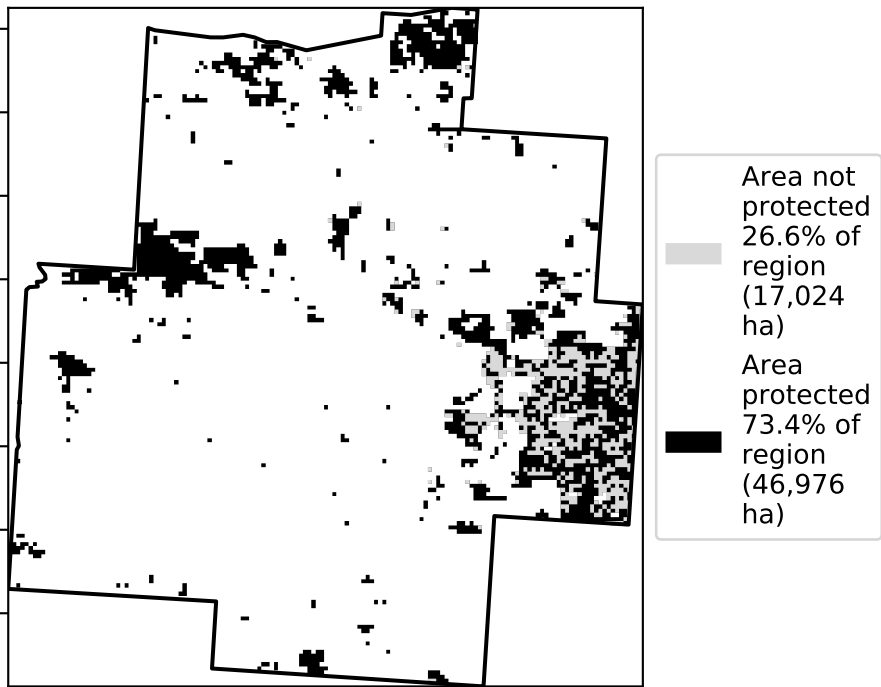 Area not
protected
26.6% of
region
(17,024
ha)
Area
protected
73.4% of
region
(46,976
ha)